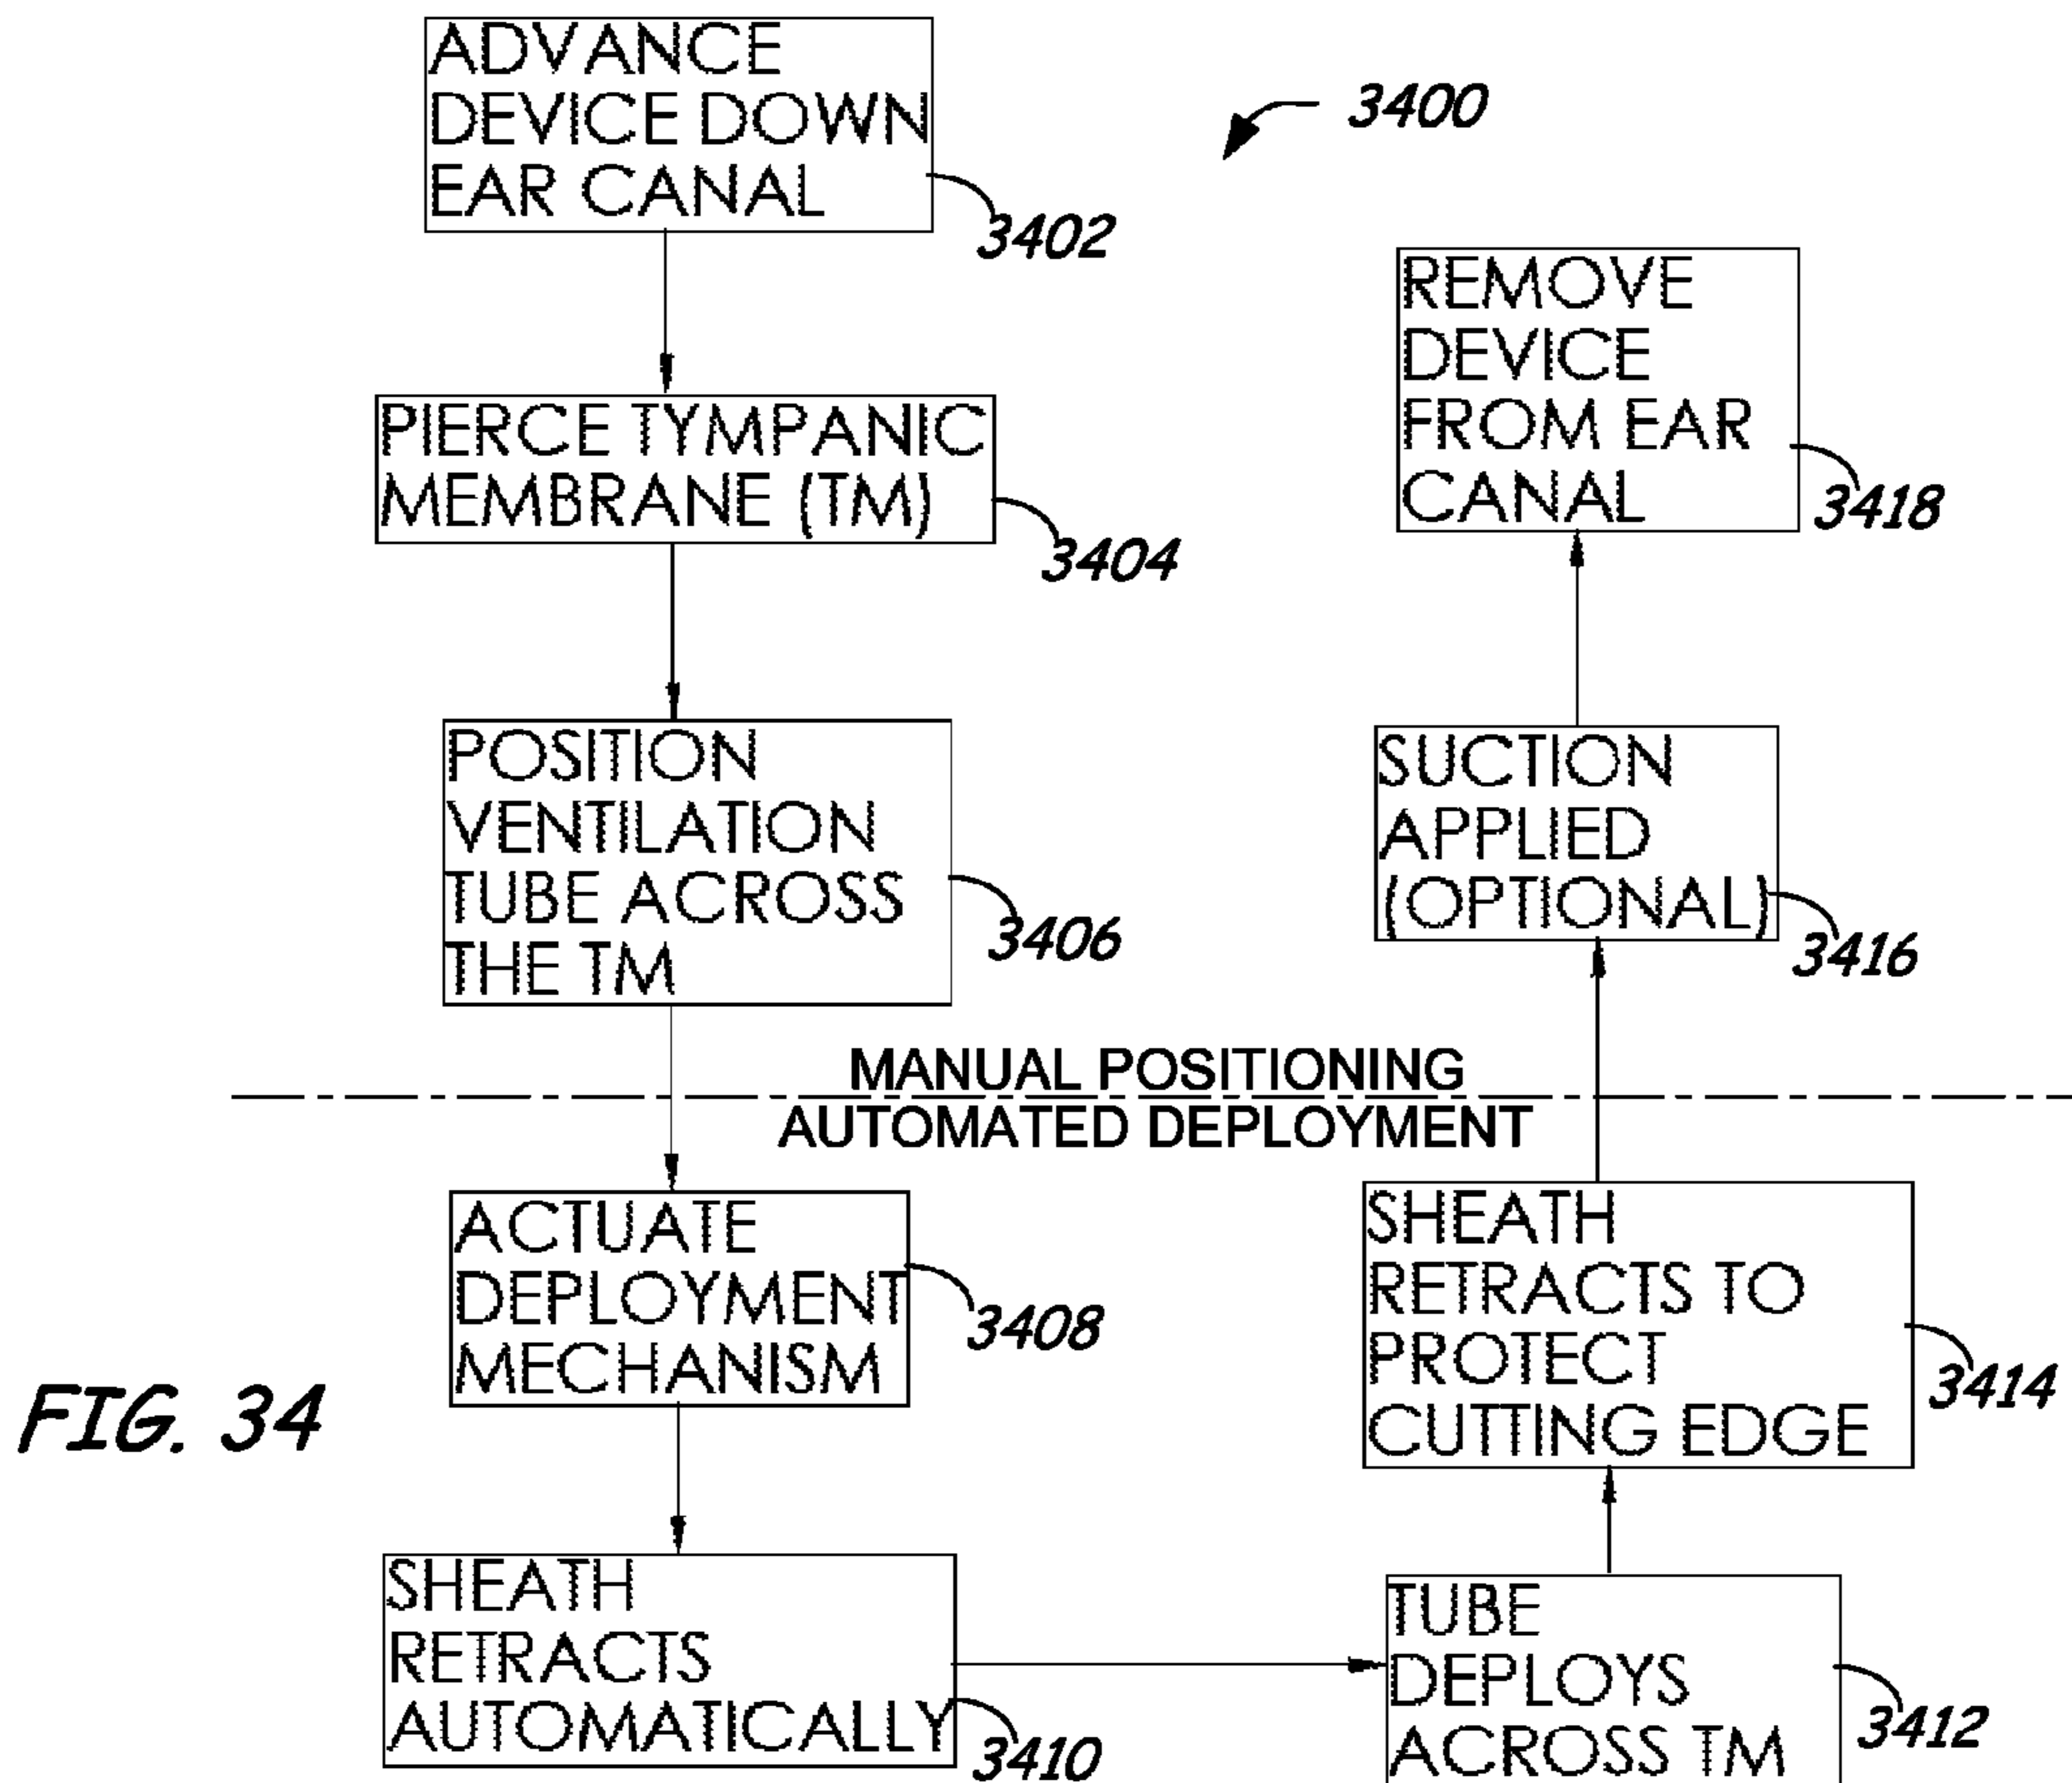 ADVANCE
DEVICE DOWN
EAR CANAL
3402
3400
PIERCE TYMPANIC
MEMBRANE (TM)
3404
POSITION
VENTILATION
TUBE ACROSS
THE TM
3406
MANUAL POSITIONING
AUTOMATED DEPLOYMENT
ACTUATE
DEPLOYMENT
MECHANISM
3408
SHEATH
RETRACTS
AUTOMATICALLY
3410
TUBE
DEPLOYS
ACROSS TM
3412
SHEATH
RETRACTS TO
PROTECT
CUTTING EDGE
3414
SUCTION
APPLIED
(OPTIONAL)
3416
REMOVE
DEVICE
FROM EAR
CANAL
3418
FIG. 34